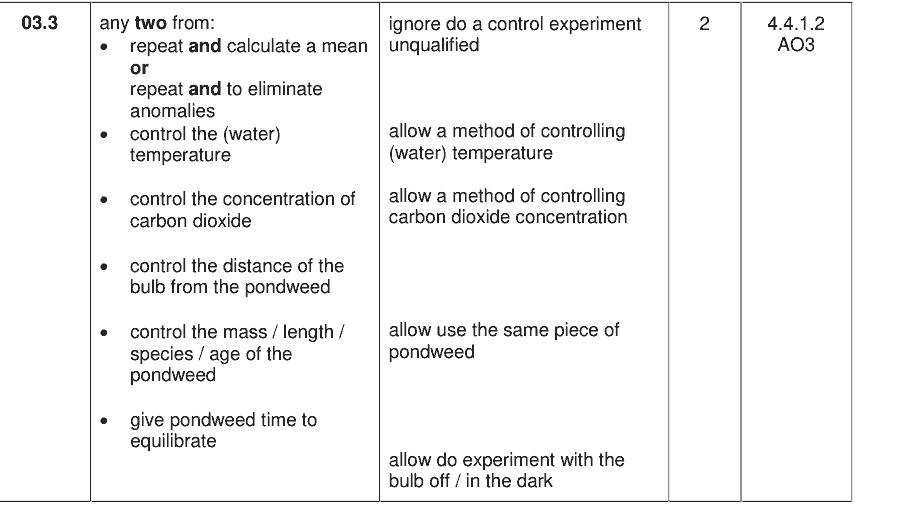 03.3
any two from:
• repeat and calculate a mean
or
repeat and to eliminate
anomalies
• control the (water)
temperature
• control the concentration of
carbon dioxide
• control the distance of the
bulb from the pondweed
• control the mass / length /
species / age of the
pondweed
• give pondweed time to
equilibrate
ignore do a control experiment
unqualified
allow a method of controlling
(water) temperature
allow a method of controlling
carbon dioxide concentration
allow use the same piece of
pondweed
allow do experiment with the
bulb off / in the dark
2
4.4.1.2
AO3